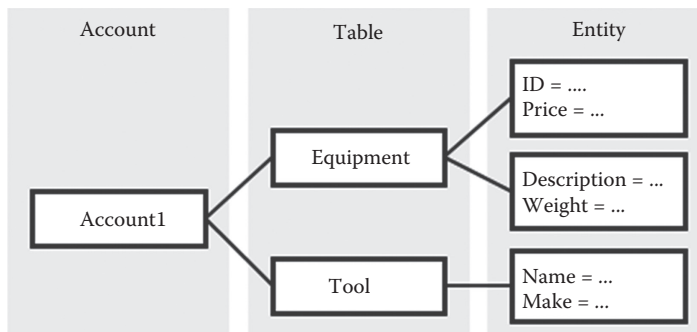 Account
Table
Entity
Account1
Equipment
Tool
ID = ....
Price = ...
Description = ...
Weight = ...
Name = ...
Make = ...